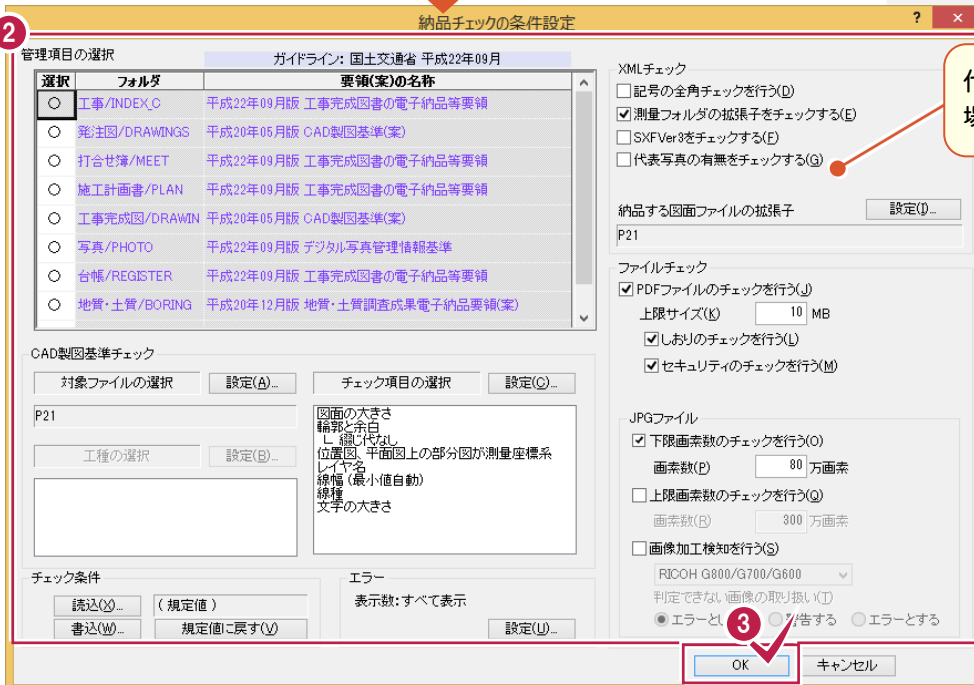 納品チェックの条件設定
? ×
2
管理項目の選択
ガイドライン: 国土交通省 平成22年09月
選択 フォルダ 要領(案)の名称
工事/INDEX_C 平成22年09月版 工事完成図書の電子納品等要領
発注図/DRAWINGS 平成20年05月版 CAD製図基準(案)
打合せ簿/MEET 平成22年09月版 工事完成図書の電子納品等要領
施工計画書/PLAN 平成22年09月版 工事完成図書の電子納品等要領
工事完成図/DRAWIN 平成20年05月版 CAD製図基準(案)
写真/PHOTO 平成22年09月版 デジタル写真管理情報基準
台帳/REGISTER 平成22年09月版 工事完成図書の電子納品等要領
地質・土質/BORING 平成20年12月版 地質・土質調査成果電子納品要領(案)
CAD製図基準チェック
対象ファイルの選択 設定(A)...
P21
工種の選択 設定(B)...
チェック項目の選択 設定(C)...
図面の大きさ
輪郭と余白
∟ 綴じ代なし
位置図、平面図上の部分図が測量座標系
レイヤ名
線幅 (最小値自動)
線種
文字の大きさ
チェック条件
読込(X)... (規定値)
書込(W)... 規定値に戻す(V)
エラー
表示数: すべて表示
設定(U)...
XMLチェック
記号の全角チェックを行う(D)
測量フォルダの拡張子をチェックする(E)
SXFVer3をチェックする(F)
代表写真の有無をチェックする(G)
場
納品する図面ファイルの拡張子 設定(I)...
P21
ファイルチェック
PDFファイルのチェックを行う(J)
上限サイズ(K) 10 MB
しおりのチェックを行う(L)
セキュリティのチェックを行う(M)
JPGファイル
下限画素数のチェックを行う(O)
画素数(P) 80 万画素
上限画素数のチェックを行う(Q)
画素数(R) 300 万画素
画像加工検知を行う(S)
RICOH G800/G700/G600
判定できない画像の取り扱い(T)
エラーとし 告する エラーとする
3
OK キャンセル